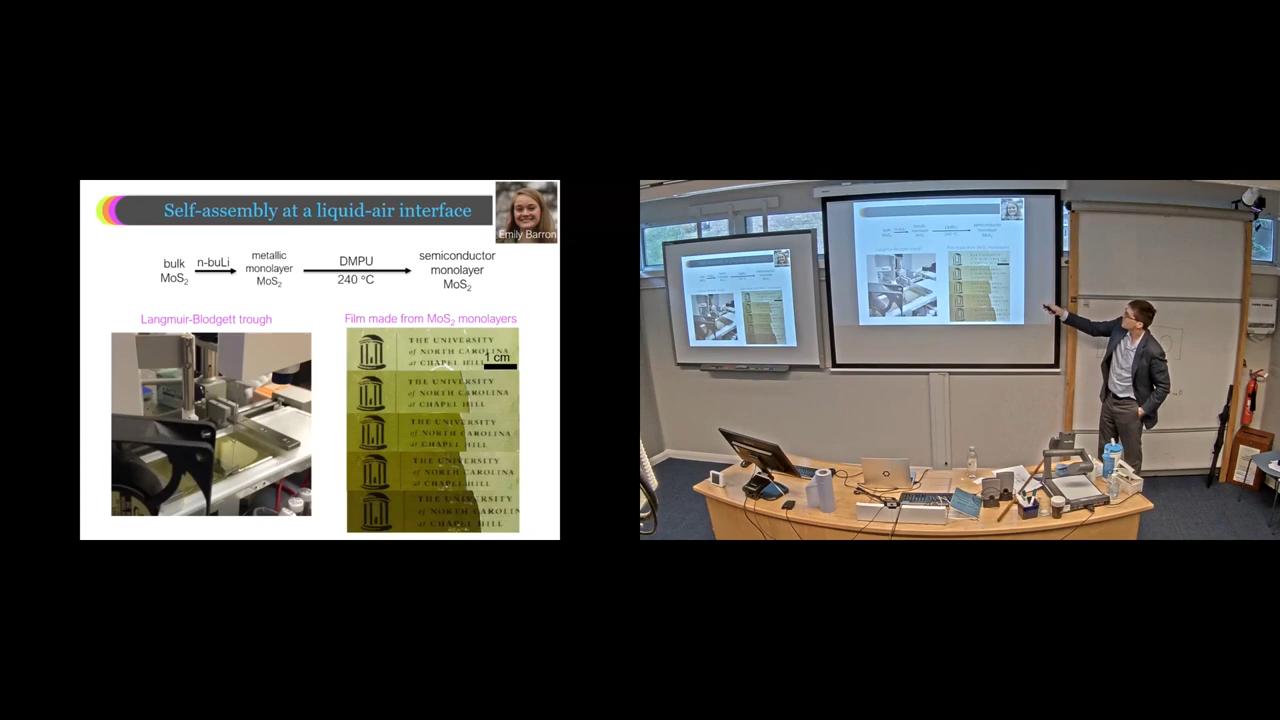 Self-assembly at a liquid-air interface
Emily Barron
bulk
MoS₂
n-buLi
metallic
monolayer
MoS₂
DMPU
240 °C
semiconductor
monolayer
MoS₂
Langmuir-Blodgett trough
Film made from MoS₂ monolayers
THE UNIVERSITY
of NORTH CAROLINA
at CHAPEL HILL
1 cm
THE UNIVERSITY
of NORTH CAROLINA
at CHAPEL HILL
THE UNIVERSITY
of NORTH CAROLINA
at CHAPEL HILL
THE UNIVERSITY
of NORTH CAROLINA
at CHAPEL HILL
THE UNIVERSITY
of NORTH CAROLIN
at CHAPEL HILL